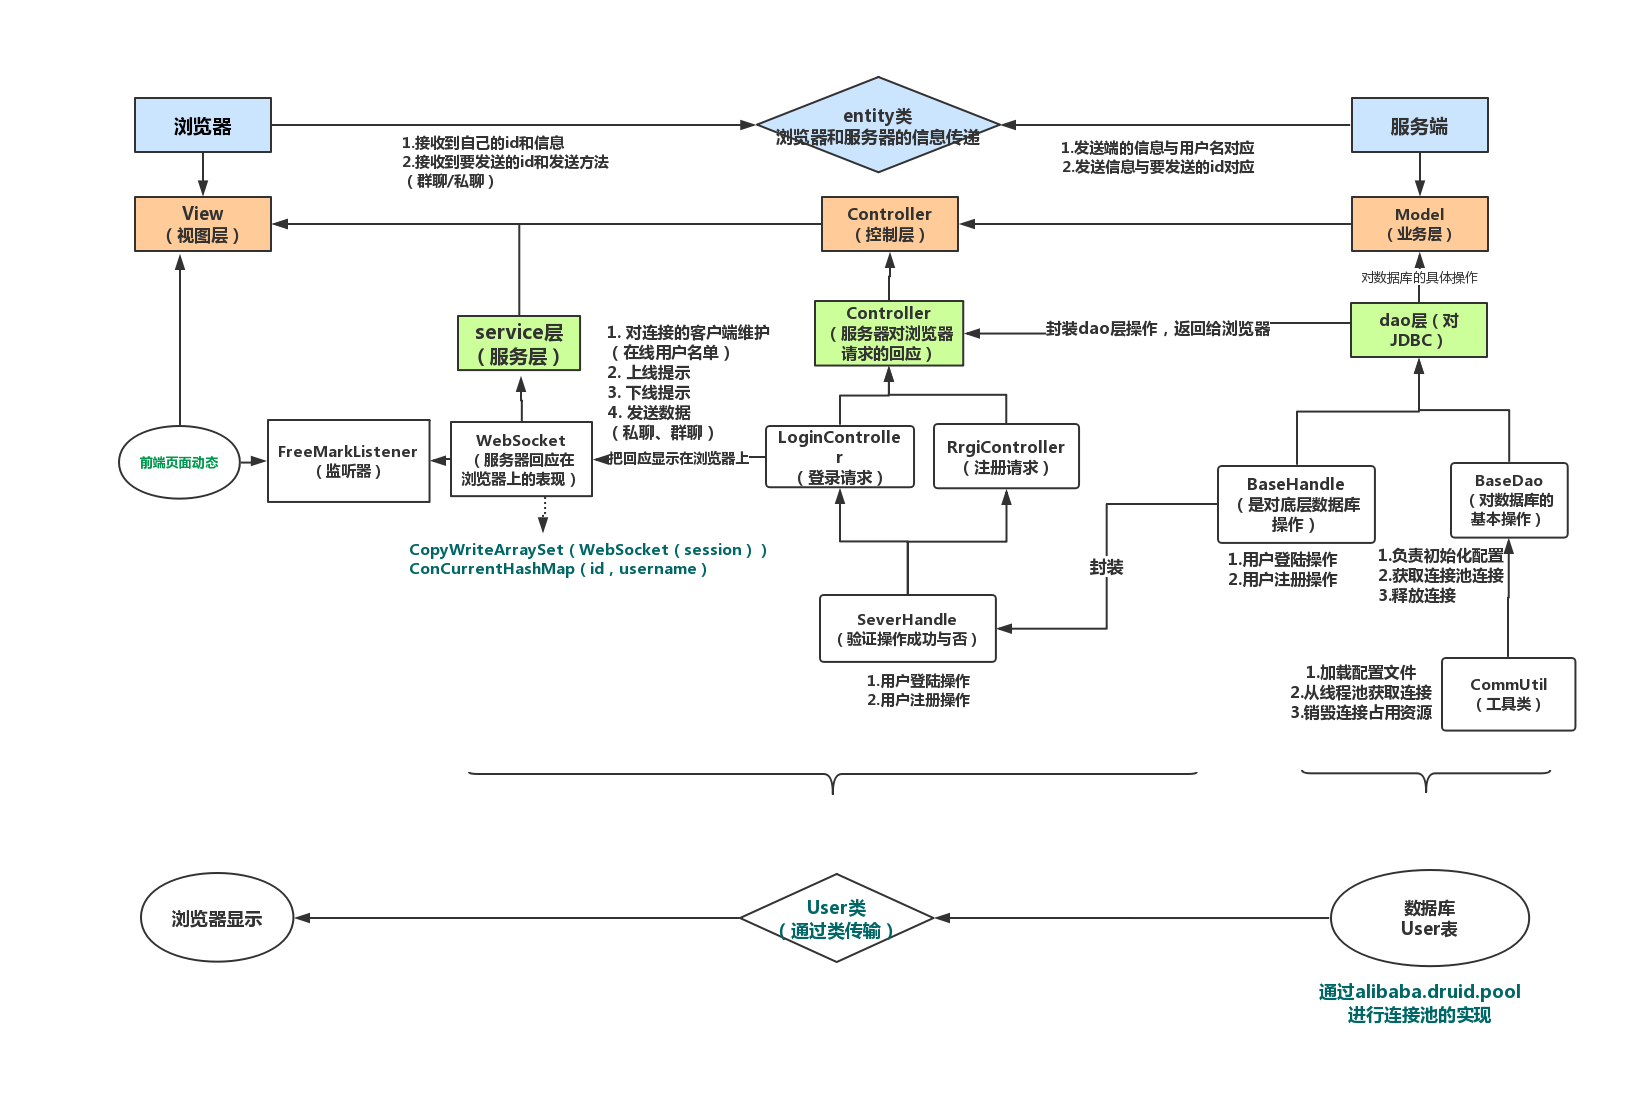 浏览器
entity类
浏览器和服务器的信息传递
服务端
1.接收到自己的id和信息
2.接收到要发送的id和发送方法
（群聊/私聊）
1.发送端的信息与用户名对应
2.发送信息与要发送的id对应
View
（视图层）
Controller
（控制层）
Model
（业务层）
对数据库的具体操作
service层
（服务层）
1. 对连接的客户端维护
（在线用户名单）
2. 上线提示
3. 下线提示
4. 发送数据
（私聊、群聊）
Controller
（服务器对浏览器
请求的回应）
封装dao层操作，返回给浏览器
dao层（对
JDBC）
前端页面动态
FreeMarkListener
（监听器）
WebSocket
（服务器回应在
浏览器上的表现）
把回应显示在浏览器上
LoginControlle
r
（登录请求）
RrgiController
（注册请求）
BaseHandle
（是对底层数据库
操作）
BaseDao
（对数据库的
基本操作）
CopyWriteArraySet（WebSocket（session））
ConCurrentHashMap（id，username）
封装
1.用户登陆操作
2.用户注册操作
1.负责初始化配置
2.获取连接池连接
3.释放连接
SeverHandle
（验证操作成功与否）
1.用户登陆操作
2.用户注册操作
1.加载配置文件
2.从线程池获取连接
3.销毁连接占用资源
CommUtil
（工具类）
浏览器显示
User类
（通过类传输）
数据库
User表
通过alibaba.druid.pool
进行连接池的实现